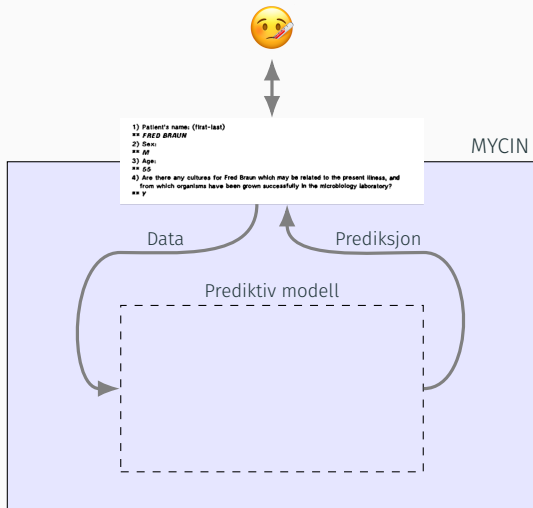 1) Patient's name: (first-last)
** FRED BRAUN
2) Sex:
** M
3) Age:
** 55
4) Are there any cultures for Fred Braun which may be related to the present illness, and
from which organisms have been grown successfully in the microbiology laboratory?
** Y
MYCIN
Data
Prediksjon
Prediktiv modell